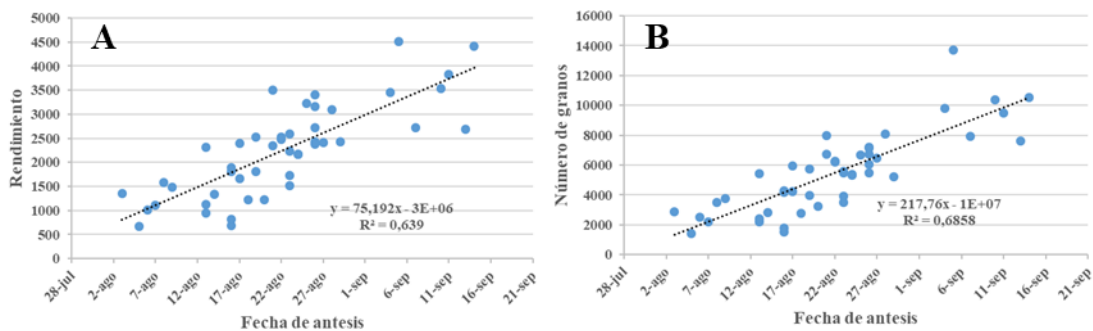 A
Rendimiento
5000
4500
4000
3500
3000
2500
2000
1500
1000
500
0
y = 75,192x - 3E+06
R² = 0,639
28-jul
2-ago
7-ago
12-ago
17-ago
22-ago
27-ago
1-sep
6-sep
11-sep
16-sep
21-sep
Fecha de antesis
B
Número de granos
16000
14000
12000
10000
8000
6000
4000
2000
0
y = 217,76x - 1E+07
R² = 0,6858
28-jul
2-ago
7-ago
12-ago
17-ago
22-ago
27-ago
1-sep
6-sep
11-sep
16-sep
21-sep
Fecha de antesis